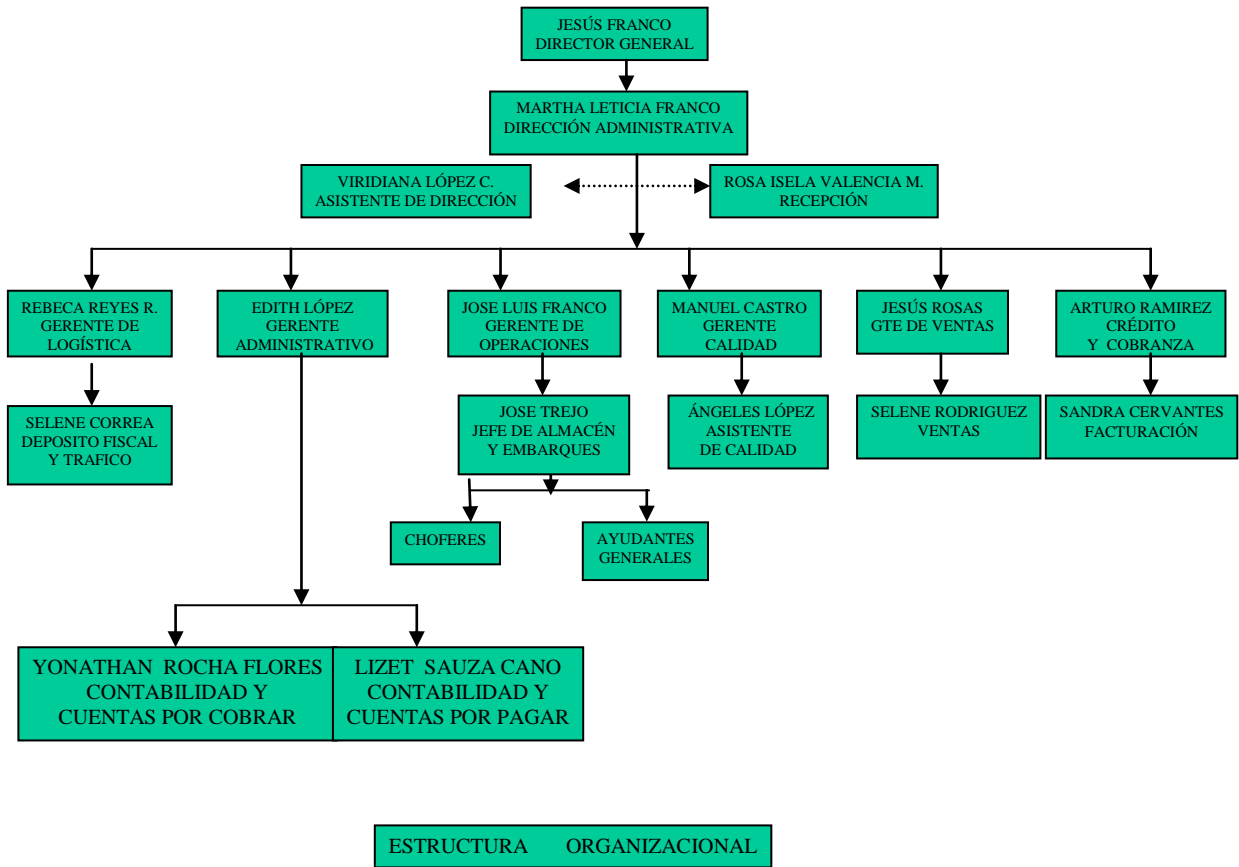 JESÚS FRANCO
DIRECTOR GENERAL
MARTHA LETICIA FRANCO
DIRECCIÓN ADMINISTRATIVA
VIRIDIANA LÓPEZ C.
ASISTENTE DE DIRECCIÓN
ROSA ISELA VALENCIA M.
RECEPCIÓN
REBECA REYES R.
GERENTE DE
LOGÍSTICA
EDITH LÓPEZ
GERENTE
ADMINISTRATIVO
JOSE LUIS FRANCO
GERENTE DE
OPERACIONES
MANUEL CASTRO
GERENTE
CALIDAD
JESÚS ROSAS
GTE DE VENTAS
ARTURO RAMIREZ
CRÉDITO
Y COBRANZA
SELENE CORREA
DEPOSITO FISCAL
Y TRAFICO
JOSE TREJO
JEFE DE ALMACÉN
Y EMBARQUES
ÁNGELES LÓPEZ
ASISTENTE
DE CALIDAD
SELENE RODRIGUEZ
VENTAS
SANDRA CERVANTES
FACTURACIÓN
CHOFERES
AYUDANTES
GENERALES
YONATHAN ROCHA FLORES
CONTABILIDAD Y
CUENTAS POR COBRAR
LIZET SAUZA CANO
CONTABILIDAD Y
CUENTAS POR PAGAR
ESTRUCTURA ORGANIZACIONAL